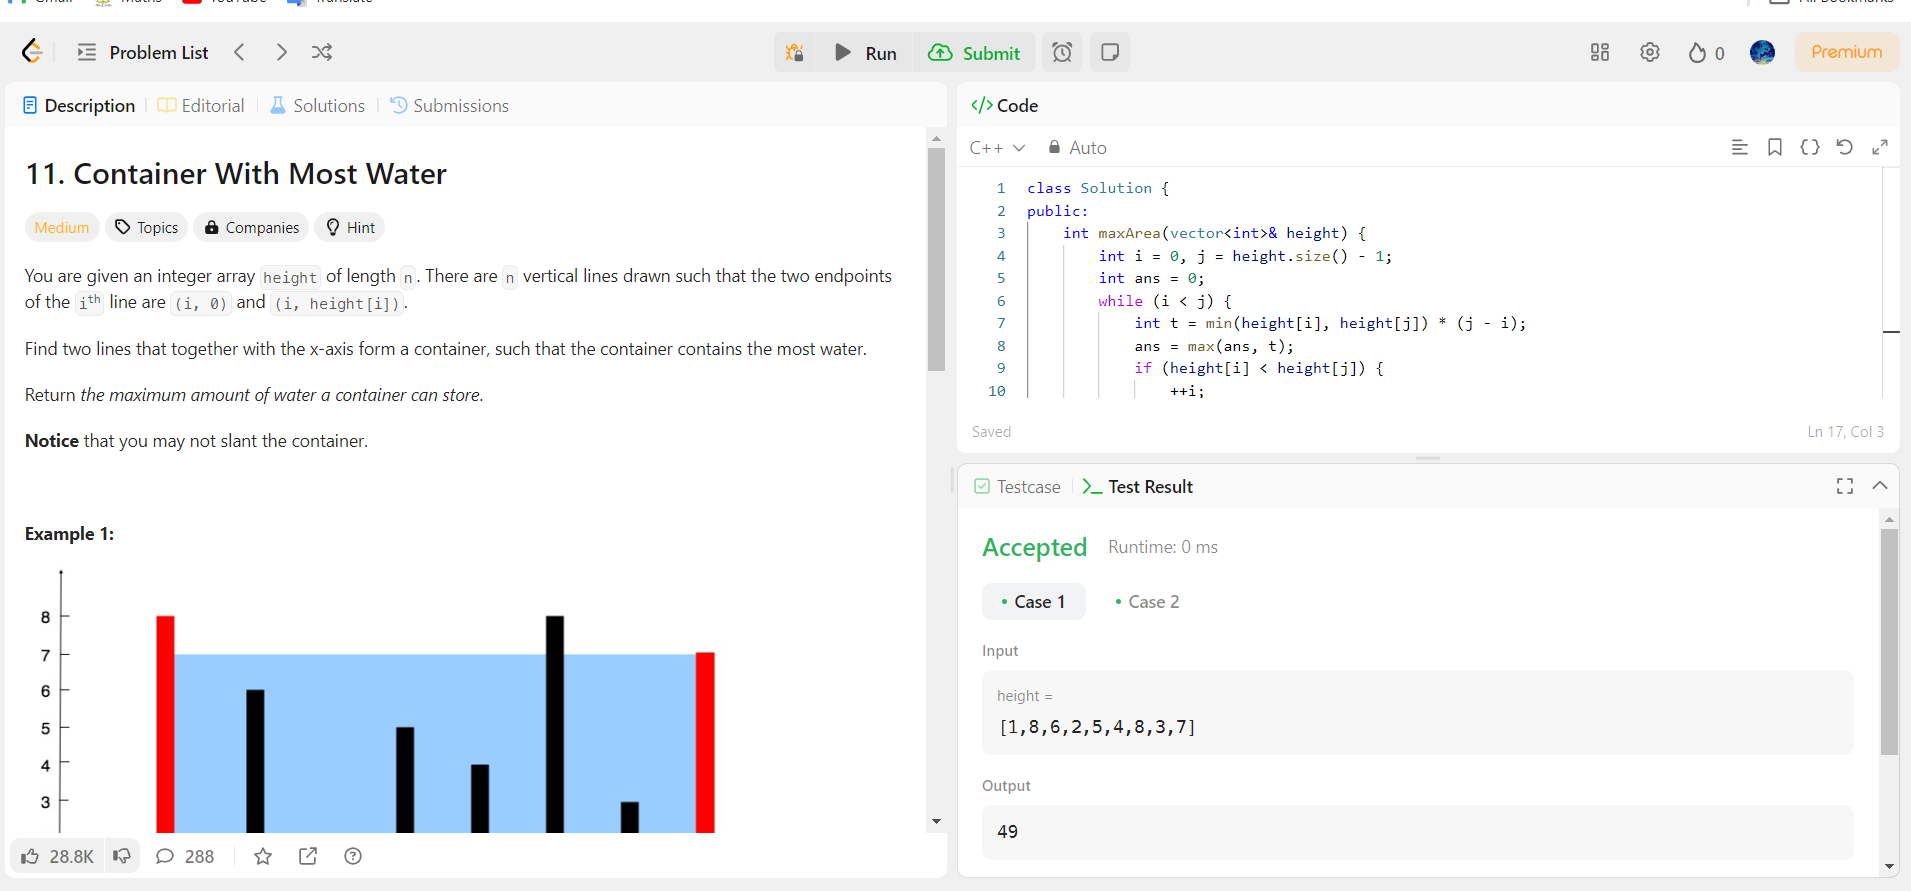 Gmail Maths YouTube Translate All Bookmarks
Problem List Run Submit 0 Premium
Description Editorial Solutions Submissions
11. Container With Most Water
Medium Topics Companies Hint
You are given an integer array height of length n. There are n vertical lines drawn such that the two endpoints
of the ith line are (i, 0) and (i, height[i]).
Find two lines that together with the x-axis form a container, such that the container contains the most water.
Return the maximum amount of water a container can store.
Notice that you may not slant the container.
Example 1:
8
7
6
5
4
3
28.8K 288
</> Code
C++ Auto
1 class Solution {
2 public:
3 int maxArea(vector<int>& height) {
4 int i = 0, j = height.size() - 1;
5 int ans = 0;
6 while (i < j) {
7 int t = min(height[i], height[j]) * (j - i);
8 ans = max(ans, t);
9 if (height[i] < height[j]) {
10 ++i;
Saved Ln 17, Col 3
Testcase >_ Test Result
Accepted Runtime: 0 ms
• Case 1 • Case 2
Input
height =
[1,8,6,2,5,4,8,3,7]
Output
49